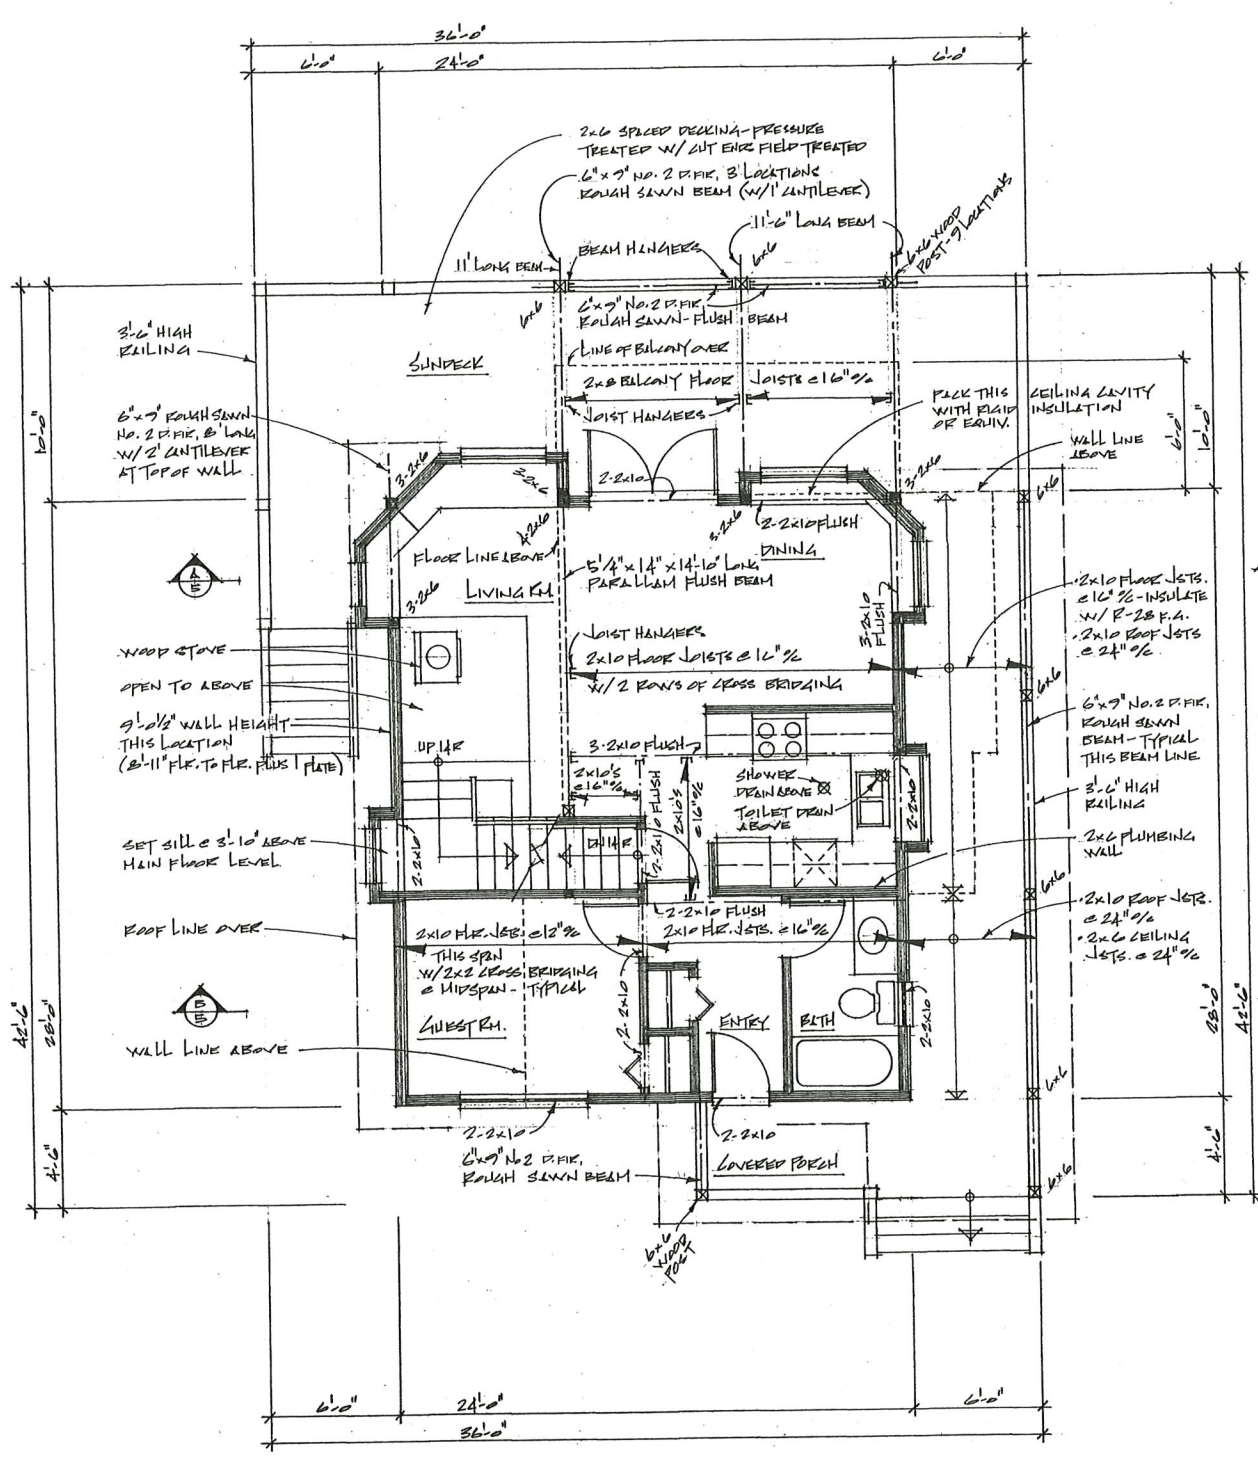 36'-0"
6'-0"
24'-0"
6'-0"
2x6 SPACED DECKING-PRESSURE
TREATED W/ CUT ENDS FIELD TREATED
6"x9" NO. 2 D.FIR, 3 LOCATIONS
ROUGH SAWN BEAM (W/1' CANTILEVER)
11'-6" LONG BEAM
6x6 WOOD
POST-9 LOCATIONS
BEAM HANGERS
6x6
11' LONG BEAM
6x6
6"x9" NO. 2 D.FIR,
ROUGH SAWN-FLUSH BEAM
LINE OF BALCONY OVER
3'-6" HIGH
RAILING
SUNDECK
2x8 BALCONY FLOOR JOISTS @ 16" o/c
JOIST HANGERS
PACK THIS CEILING CAVITY
WITH RIGID INSULATION
OR EQUIV.
6"x9" ROUGH SAWN
NO. 2 D.FIR, 8' LONG
W/ 2' CANTILEVER
AT TOP OF WALL
WALL LINE
ABOVE
10'-0"
6'-0"
10'-0"
3-2x6
3-2x6
2-2x10
3-2x6
6x6
4-2x6
3-2x6
2-2x10 FLUSH
DINING
FLOOR LINE ABOVE
5 1/4" x 14" x 14'-10" LONG
PARALLAM FLUSH BEAM
LIVING RM.
3-2x6
3-2x10
FLUSH
A
5
2x10 FLOOR JSTS.
@ 16" o/c-INSULATE
W/ R-28 F.G.
2x10 ROOF JSTS
@ 24" o/c
JOIST HANGERS
2x10 FLOOR JOISTS @ 16" o/c
W/ 2 ROWS OF CROSS BRIDGING
WOOD STOVE
OPEN TO ABOVE
9'-0 1/2" WALL HEIGHT
THIS LOCATION
(8'-11" FLR. TO FLR. PLUS 1 PLATE)
6x6
6"x9" NO. 2 D.FIR,
ROUGH SAWN
BEAM-TYPICAL
THIS BEAM LINE
UP 14R
3-2x10 FLUSH
2x10'S
@ 16" o/c
2-2x10 FLUSH
2x10'S
@ 16" o/c
SHOWER
DRAIN ABOVE
TOILET DRAIN
ABOVE
2-2x10
3'-6" HIGH
RAILING
2x6 PLUMBING
WALL
SET SILL @ 3'-10" ABOVE
MAIN FLOOR LEVEL
2-2x10
DN 14R
6x6
2x10 ROOF JSTS.
@ 24" o/c
2x6 CEILING
JSTS. @ 24" o/c
ROOF LINE OVER
2-2x10 FLUSH
2x10 FLR. JSTS. @ 12" o/c
THIS SPAN
W/ 2x2 CROSS BRIDGING
@ MIDSPAN - TYPICAL
2x10 FLR. JSTS. @ 16" o/c
2-2x10
2-2x10
B
5
GUEST RM.
ENTRY
BATH
WALL LINE ABOVE
42'-6"
28'-0"
28'-0"
42'-6"
6x6
2-2x10
2-2x10
6"x9" NO 2 D.FIR,
ROUGH SAWN BEAM
COVERED PORCH
4'-6"
4'-6"
6x6
6x6
WOOD
POST
6'-0"
24'-0"
6'-0"
36'-0"